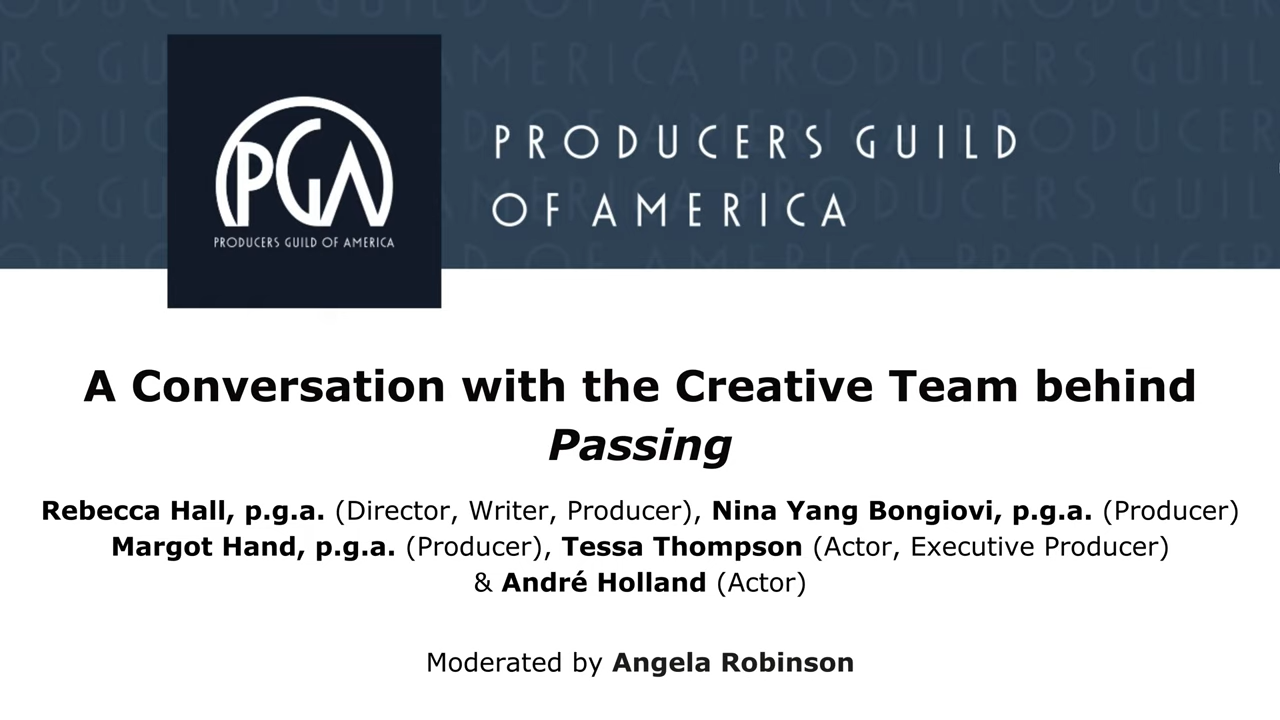 PGA
PRODUCERS GUILD OF AMERICA
PRODUCERS GUILD
OF AMERICA
A Conversation with the Creative Team behind
Passing
Rebecca Hall, p.g.a. (Director, Writer, Producer), Nina Yang Bongiovi, p.g.a. (Producer)
Margot Hand, p.g.a. (Producer), Tessa Thompson (Actor, Executive Producer)
& André Holland (Actor)
Moderated by Angela Robinson